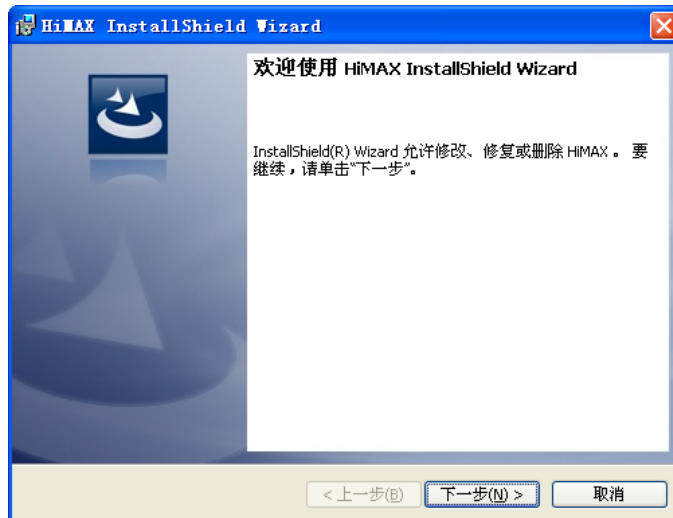 HiMAX InstallShield Wizard
欢迎使用 HiMAX InstallShield Wizard
InstallShield(R) Wizard 允许修改、修复或删除 HiMAX 。 要
继续，请单击“下一步”。
< 上一步(B) 下一步(N) > 取消